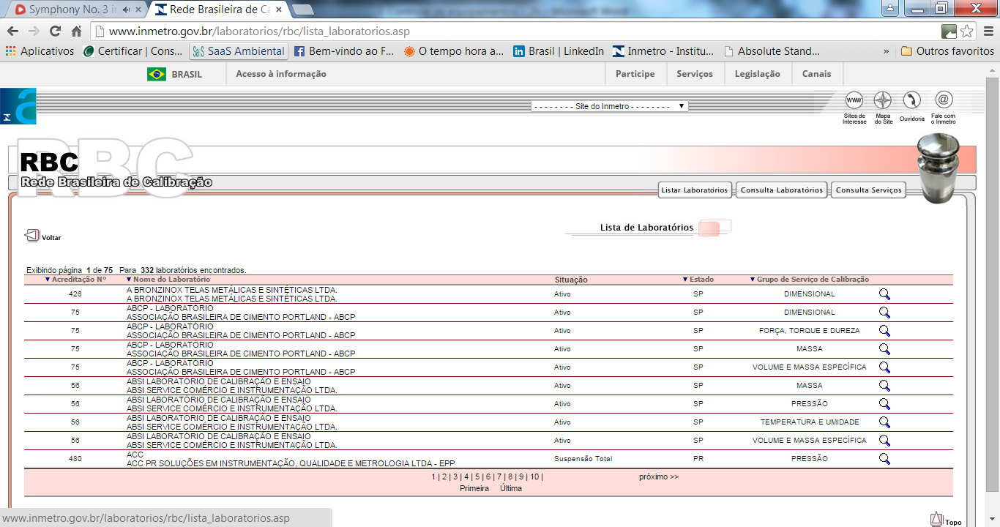 Symphony No. 3 in
Rede Brasileira de Ca
www.inmetro.gov.br/laboratorios/rbc/lista_laboratorios.asp
Aplicativos Certificar | Cons... SaaS Ambiental Bem-vindo ao F... O tempo hora a... Brasil | LinkedIn Inmetro - Institu... Absolute Stand... » Outros favoritos
BRASIL Acesso à informação Participe Serviços Legislação Canais
- - - - - - - - Site do Inmetro - - - - - - - -
www
Sites de Interesse
Mapa do Site
Ouvidoria
@
Fale com o Inmetro
RBC
RBC
Rede Brasileira de Calibração
Listar Laboratórios Consulta Laboratórios Consulta Serviços
Voltar
Lista de Laboratórios
Exibindo página 1 de 75 Para 332 laboratórios encontrados.
Acreditação Nº Nome do Laboratório Situação Estado Grupo de Serviço de Calibração
426 A BRONZINOX TELAS METÁLICAS E SINTÉTICAS LTDA. Ativo SP DIMENSIONAL
A BRONZINOX TELAS METÁLICAS E SINTÉTICAS LTDA.
75 ABCP - LABORATÓRIO Ativo SP DIMENSIONAL
ASSOCIAÇÃO BRASILEIRA DE CIMENTO PORTLAND - ABCP
75 ABCP - LABORATÓRIO Ativo SP FORÇA, TORQUE E DUREZA
ASSOCIAÇÃO BRASILEIRA DE CIMENTO PORTLAND - ABCP
75 ABCP - LABORATÓRIO Ativo SP MASSA
ASSOCIAÇÃO BRASILEIRA DE CIMENTO PORTLAND - ABCP
75 ABCP - LABORATÓRIO Ativo SP VOLUME E MASSA ESPECÍFICA
ASSOCIAÇÃO BRASILEIRA DE CIMENTO PORTLAND - ABCP
56 ABSI LABORATÓRIO DE CALIBRAÇÃO E ENSAIO Ativo SP MASSA
ABSI SERVICE COMÉRCIO E INSTRUMENTAÇÃO LTDA.
56 ABSI LABORATÓRIO DE CALIBRAÇÃO E ENSAIO Ativo SP PRESSÃO
ABSI SERVICE COMÉRCIO E INSTRUMENTAÇÃO LTDA.
56 ABSI LABORATÓRIO DE CALIBRAÇÃO E ENSAIO Ativo SP TEMPERATURA E UMIDADE
ABSI SERVICE COMÉRCIO E INSTRUMENTAÇÃO LTDA.
56 ABSI LABORATÓRIO DE CALIBRAÇÃO E ENSAIO Ativo SP VOLUME E MASSA ESPECÍFICA
ABSI SERVICE COMÉRCIO E INSTRUMENTAÇÃO LTDA.
480 ACC Suspensão Total PR PRESSÃO
ACC PR SOLUÇÕES EM INSTRUMENTAÇÃO, QUALIDADE E METROLOGIA LTDA - EPP
1 | 2 | 3 | 4 | 5 | 6 | 7 | 8 | 9 | 10 | próximo >>
Primeira Última
www.inmetro.gov.br/laboratorios/rbc/lista_laboratorios.asp
Topo